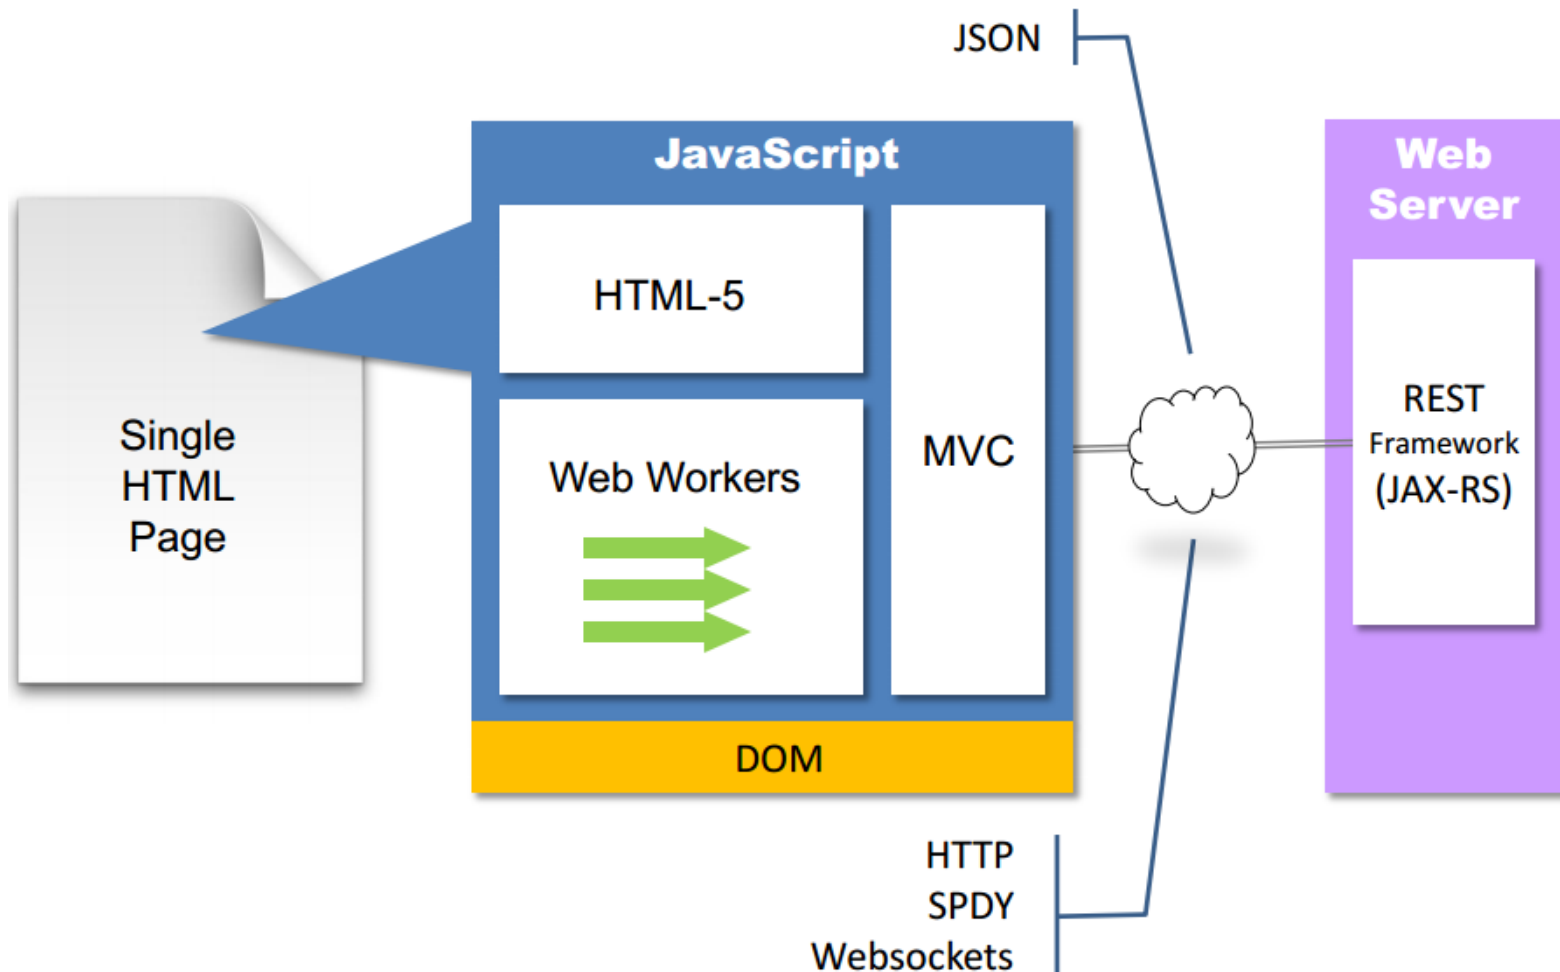 JSON
JavaScript
Web
Server
HTML-5
Single
HTML
Page
Web Workers
MVC
REST
Framework
(JAX-RS)
DOM
HTTP
SPDY
Websockets